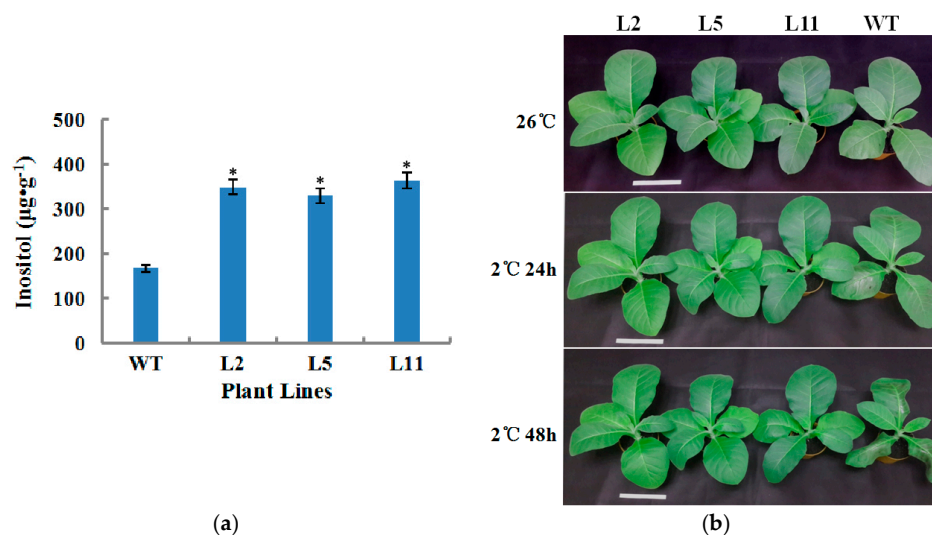 500
400
300
200
100
0
Inositol (μg•g⁻¹)
*
*
*
WT L2 L5 L11
Plant Lines
(a)
L2 L5 L11 WT
26℃
2℃ 24h
2℃ 48h
(b)